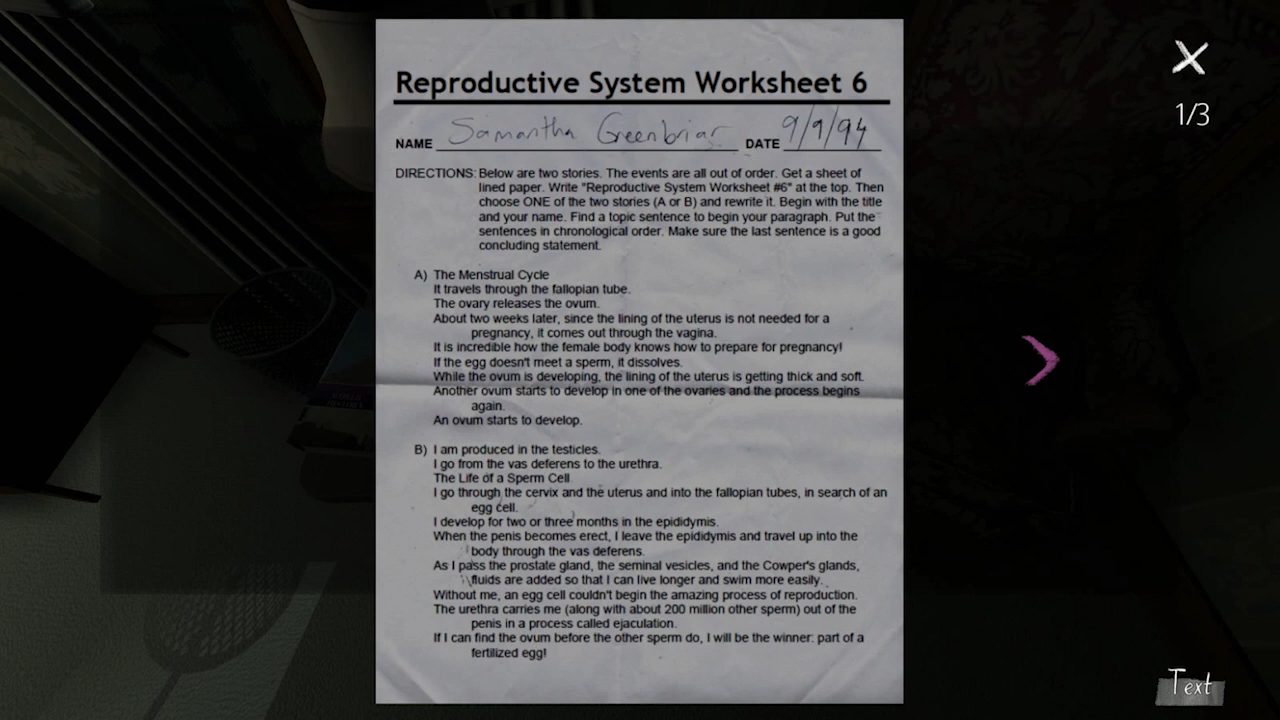 Reproductive System Worksheet 6
NAME Samantha Greenbriar DATE 9/9/94
DIRECTIONS: Below are two stories. The events are all out of order. Get a sheet of
lined paper. Write "Reproductive System Worksheet #6" at the top. Then
choose ONE of the two stories (A or B) and rewrite it. Begin with the title
and your name. Find a topic sentence to begin your paragraph. Put the
sentences in chronological order. Make sure the last sentence is a good
concluding statement.
A) The Menstrual Cycle
It travels through the fallopian tube.
The ovary releases the ovum.
About two weeks later, since the lining of the uterus is not needed for a
pregnancy, it comes out through the vagina.
It is incredible how the female body knows how to prepare for pregnancy!
If the egg doesn't meet a sperm, it dissolves.
While the ovum is developing, the lining of the uterus is getting thick and soft.
Another ovum starts to develop in one of the ovaries and the process begins
again.
An ovum starts to develop.
B) I am produced in the testicles.
I go from the vas deferens to the urethra.
The Life of a Sperm Cell
I go through the cervix and the uterus and into the fallopian tubes, in search of an
egg cell.
I develop for two or three months in the epididymis.
When the penis becomes erect, I leave the epididymis and travel up into the
body through the vas deferens.
As I pass the prostate gland, the seminal vesicles, and the Cowper's glands,
fluids are added so that I can live longer and swim more easily.
Without me, an egg cell couldn't begin the amazing process of reproduction.
The urethra carries me (along with about 200 million other sperm) out of the
penis in a process called ejaculation.
If I can find the ovum before the other sperm do, I will be the winner: part of a
fertilized egg!
1/3
Text